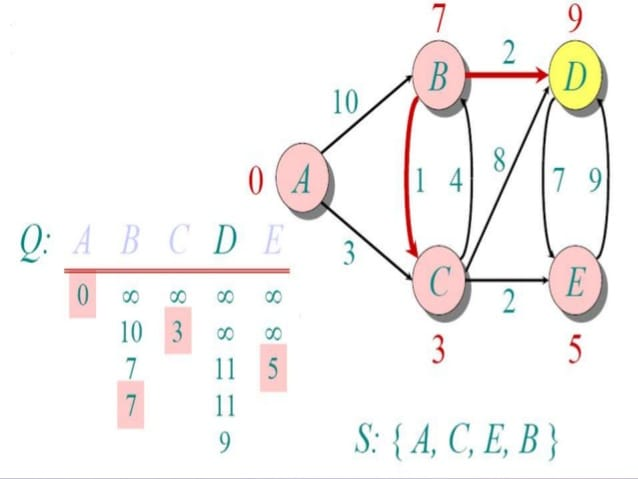 7 9
B 2 D
10
0 A 1 4 8 7 9
Q: A B C D E
3
C 2 E
0 ∞ ∞ ∞ ∞
10 3 ∞ ∞
3 5
7 11 5
7 11
9
S: { A, C, E, B }